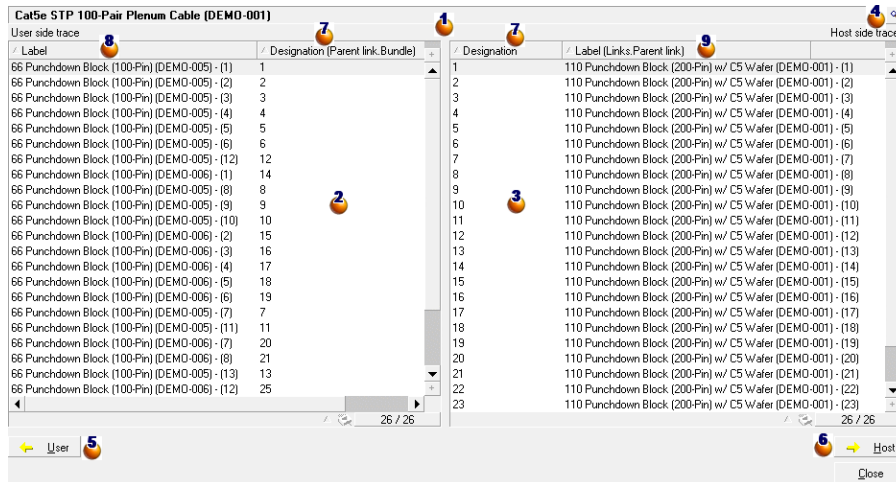 Cat5e STP 100-Pair Plenum Cable (DEMO-001)
1
4
User side trace
8
7
7
9
Host side trace
Label
Designation (Parent link.Bundle)
Designation
Label (Links.Parent link)
66 Punchdown Block (100-Pin) (DEMO-005) - (1) 1
66 Punchdown Block (100-Pin) (DEMO-005) - (2) 2
66 Punchdown Block (100-Pin) (DEMO-005) - (3) 3
66 Punchdown Block (100-Pin) (DEMO-005) - (4) 4
66 Punchdown Block (100-Pin) (DEMO-005) - (5) 5
66 Punchdown Block (100-Pin) (DEMO-005) - (6) 6
66 Punchdown Block (100-Pin) (DEMO-005) - (12) 12
66 Punchdown Block (100-Pin) (DEMO-006) - (1) 14
66 Punchdown Block (100-Pin) (DEMO-005) - (8) 8
66 Punchdown Block (100-Pin) (DEMO-005) - (9) 9
2
66 Punchdown Block (100-Pin) (DEMO-005) - (10) 10
66 Punchdown Block (100-Pin) (DEMO-006) - (2) 15
66 Punchdown Block (100-Pin) (DEMO-006) - (3) 16
66 Punchdown Block (100-Pin) (DEMO-006) - (4) 17
66 Punchdown Block (100-Pin) (DEMO-006) - (5) 18
66 Punchdown Block (100-Pin) (DEMO-006) - (6) 19
66 Punchdown Block (100-Pin) (DEMO-005) - (7) 7
66 Punchdown Block (100-Pin) (DEMO-005) - (11) 11
66 Punchdown Block (100-Pin) (DEMO-006) - (7) 20
66 Punchdown Block (100-Pin) (DEMO-006) - (8) 21
66 Punchdown Block (100-Pin) (DEMO-005) - (13) 13
66 Punchdown Block (100-Pin) (DEMO-006) - (12) 25
26 / 26
1 110 Punchdown Block (200-Pin) w/ C5 Wafer (DEMO-001) - (1)
2 110 Punchdown Block (200-Pin) w/ C5 Wafer (DEMO-001) - (2)
3 110 Punchdown Block (200-Pin) w/ C5 Wafer (DEMO-001) - (3)
4 110 Punchdown Block (200-Pin) w/ C5 Wafer (DEMO-001) - (4)
5 110 Punchdown Block (200-Pin) w/ C5 Wafer (DEMO-001) - (5)
6 110 Punchdown Block (200-Pin) w/ C5 Wafer (DEMO-001) - (6)
7 110 Punchdown Block (200-Pin) w/ C5 Wafer (DEMO-001) - (7)
8 110 Punchdown Block (200-Pin) w/ C5 Wafer (DEMO-001) - (8)
9 110 Punchdown Block (200-Pin) w/ C5 Wafer (DEMO-001) - (9)
10 110 Punchdown Block (200-Pin) w/ C5 Wafer (DEMO-001) - (10)
3
11 110 Punchdown Block (200-Pin) w/ C5 Wafer (DEMO-001) - (11)
12 110 Punchdown Block (200-Pin) w/ C5 Wafer (DEMO-001) - (12)
13 110 Punchdown Block (200-Pin) w/ C5 Wafer (DEMO-001) - (13)
14 110 Punchdown Block (200-Pin) w/ C5 Wafer (DEMO-001) - (14)
15 110 Punchdown Block (200-Pin) w/ C5 Wafer (DEMO-001) - (15)
16 110 Punchdown Block (200-Pin) w/ C5 Wafer (DEMO-001) - (16)
17 110 Punchdown Block (200-Pin) w/ C5 Wafer (DEMO-001) - (17)
18 110 Punchdown Block (200-Pin) w/ C5 Wafer (DEMO-001) - (18)
19 110 Punchdown Block (200-Pin) w/ C5 Wafer (DEMO-001) - (19)
20 110 Punchdown Block (200-Pin) w/ C5 Wafer (DEMO-001) - (20)
21 110 Punchdown Block (200-Pin) w/ C5 Wafer (DEMO-001) - (21)
22 110 Punchdown Block (200-Pin) w/ C5 Wafer (DEMO-001) - (22)
23 110 Punchdown Block (200-Pin) w/ C5 Wafer (DEMO-001) - (23)
26 / 26
User
5
6
Host
Close